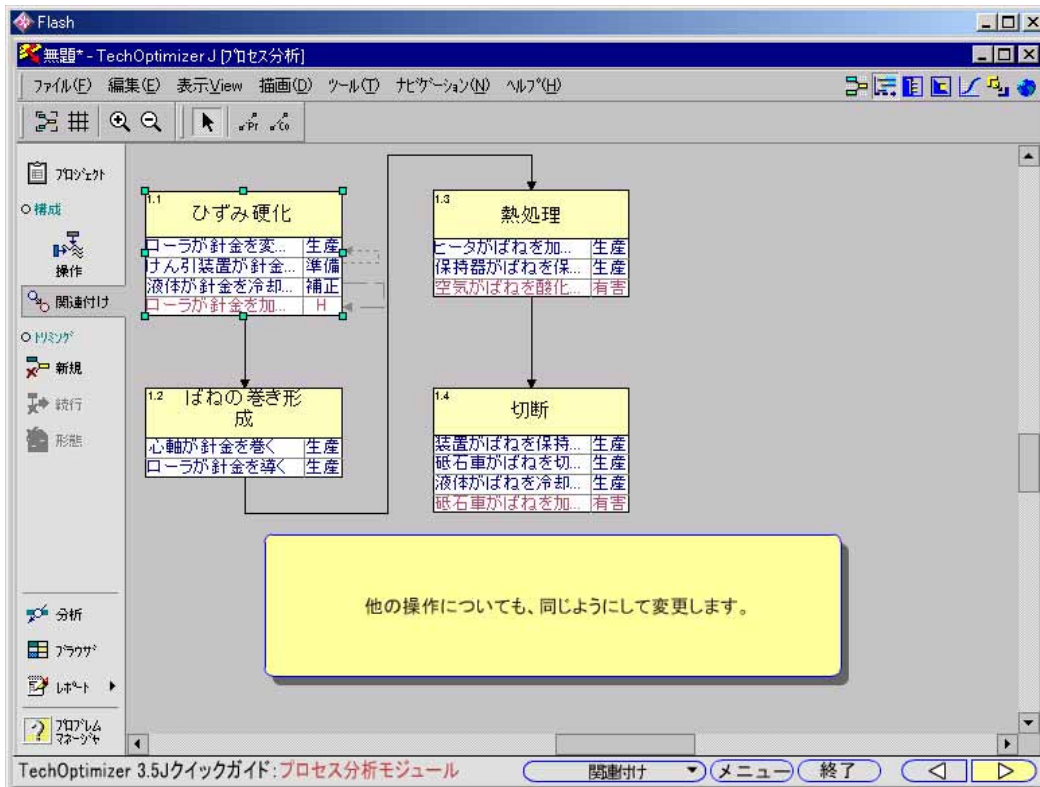 Flash
無題* - TechOptimizer J [プロセス分析]
ファイル(F) 編集(E) 表示View 描画(D) ツール(T) ナビゲーション(N) ヘルプ(H)
Pr Co
プロジェクト
構成
操作
関連付け
トリミング
新規
続行
形態
分析
ブラウザ
レポート
プロブレム
マネージャ
1.1 ひずみ硬化
ローラが針金を変... 生産
けん引装置が針金... 準備
液体が針金を冷却... 補正
ローラが針金を加... H
1.2 ばねの巻き形
成
心軸が針金を巻く 生産
ローラが針金を導く 生産
1.3 熱処理
ヒータがばねを加... 生産
保持器がばねを保... 生産
空気がばねを酸化... 有害
1.4 切断
装置がばねを保持... 生産
砥石車がばねを切... 生産
液体がばねを冷却... 生産
砥石車がばねを加... 有害
他の操作についても、同じようにして変更します。
TechOptimizer 3.5Jクイックガイド:プロセス分析モジュール 関連付け メニュー 終了